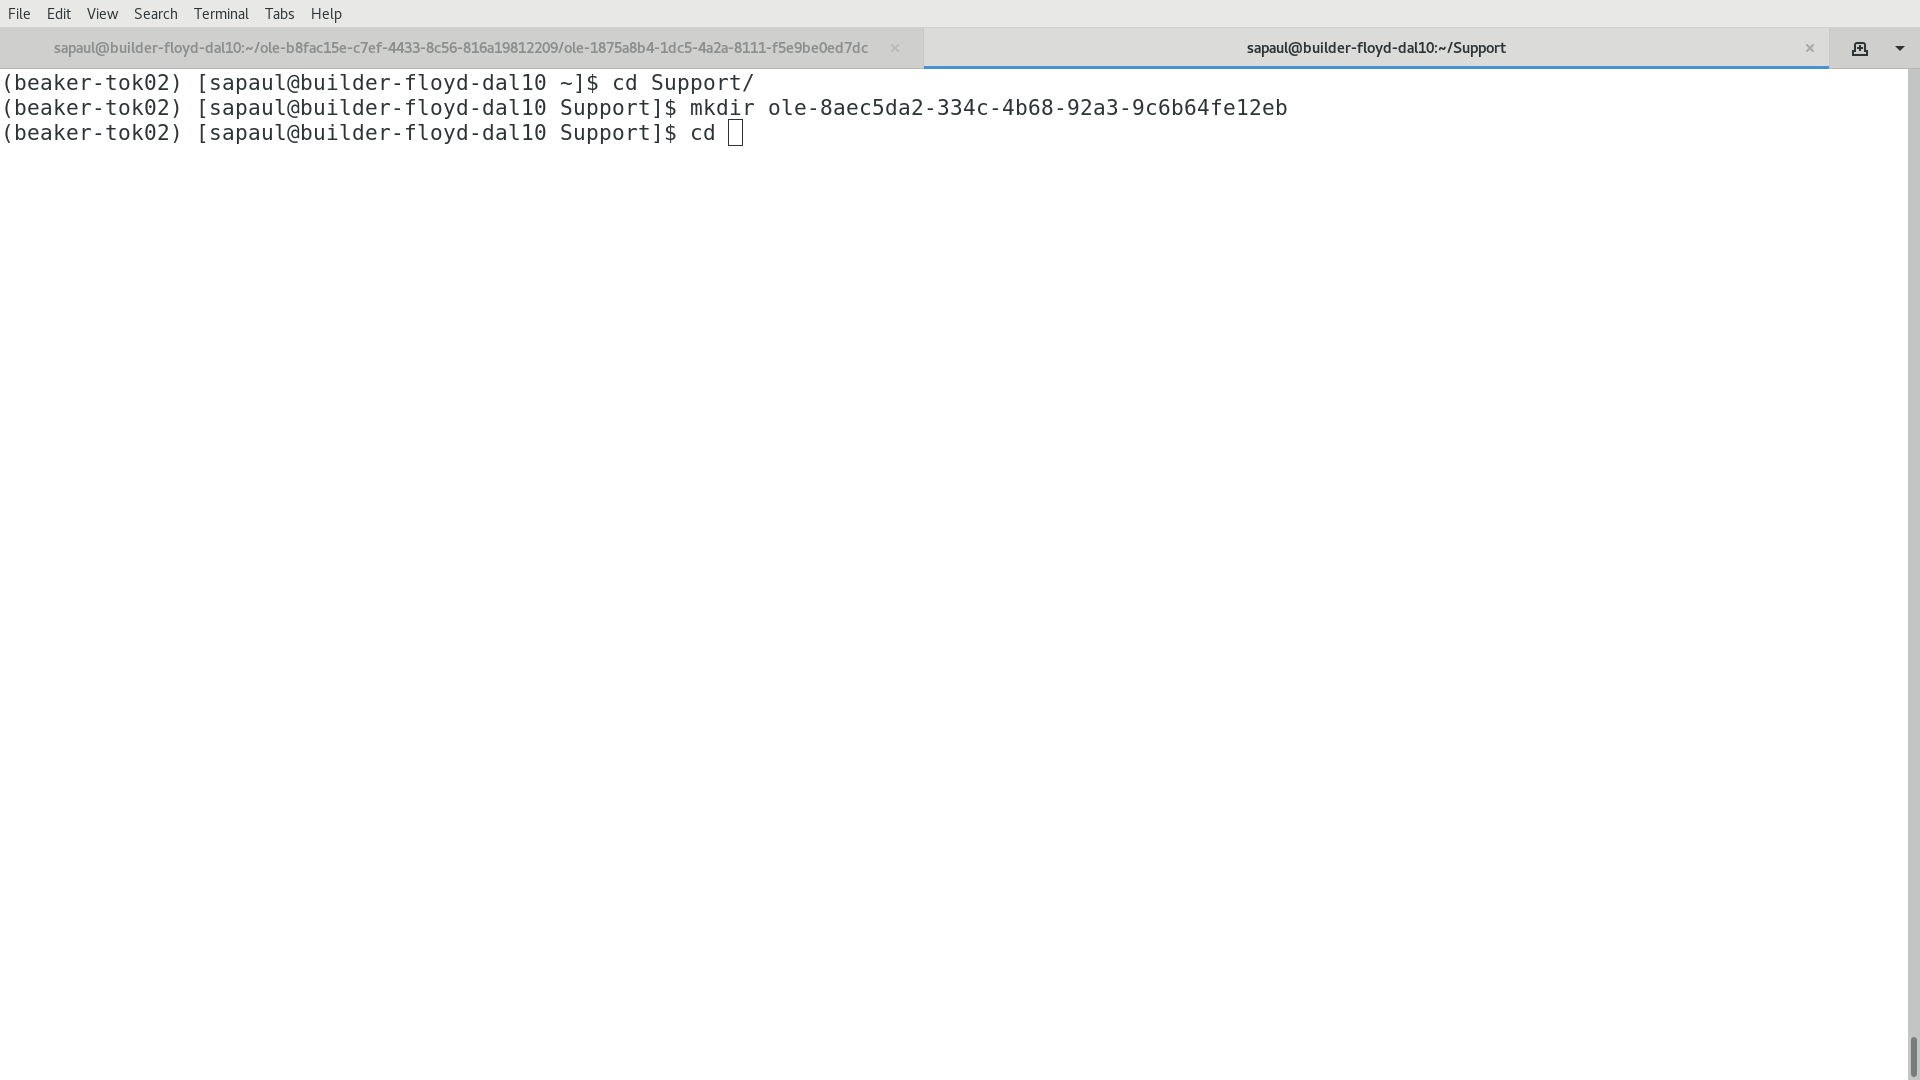 File Edit View Search Terminal Tabs Help
sapaul@builder-floyd-dal10:~/ole-b8fac15e-c7ef-4433-8c56-816a19812209/ole-1875a8b4-1dc5-4a2a-8111-f5e9be0ed7dc × sapaul@builder-floyd-dal10:~/Support ×
(beaker-tok02) [sapaul@builder-floyd-dal10 ~]$ cd Support/
(beaker-tok02) [sapaul@builder-floyd-dal10 Support]$ mkdir ole-8aec5da2-334c-4b68-92a3-9c6b64fe12eb
(beaker-tok02) [sapaul@builder-floyd-dal10 Support]$ cd